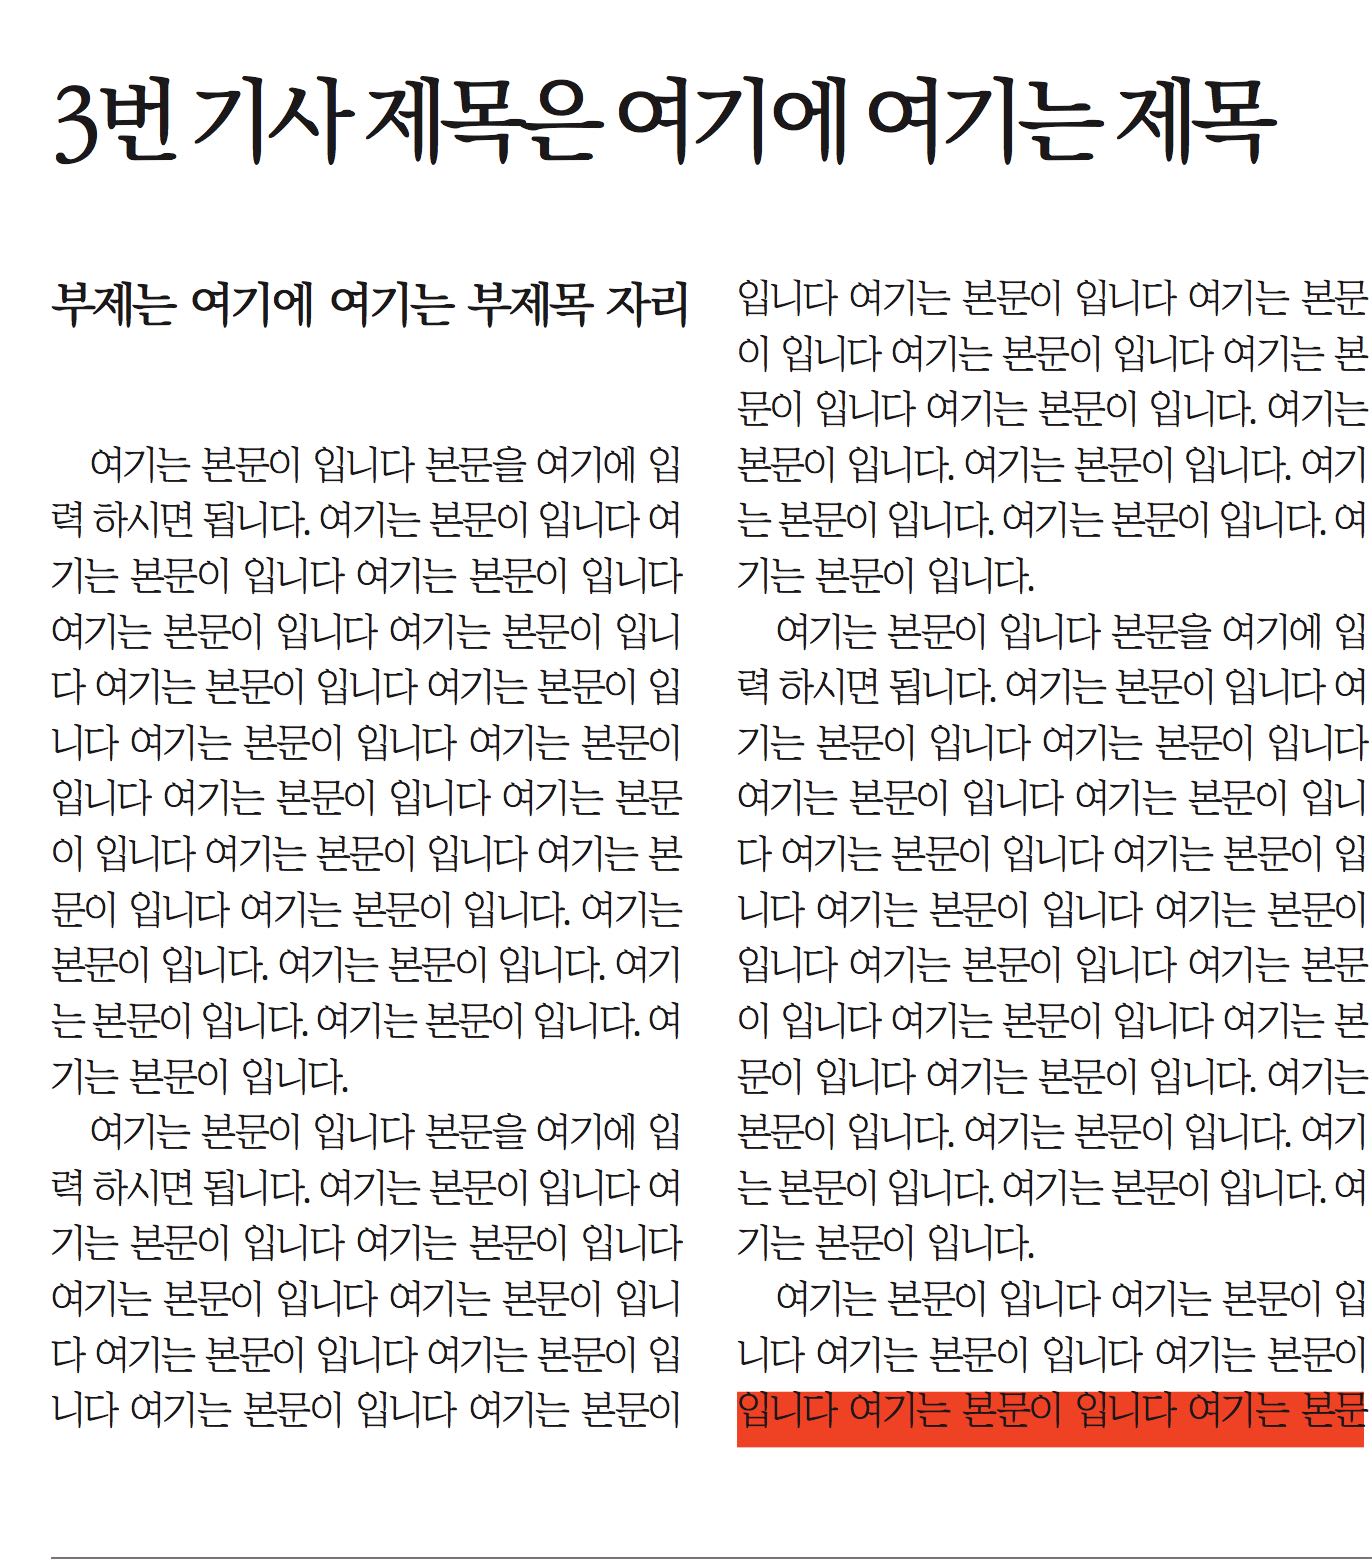 3번 기사 제목은 여기에 여기는 제목
부제는 여기에 여기는 부제목 자리
여기는 본문이 입니다 본문을 여기에 입
력 하시면 됩니다. 여기는 본문이 입니다 여
기는 본문이 입니다 여기는 본문이 입니다
여기는 본문이 입니다 여기는 본문이 입니
다 여기는 본문이 입니다 여기는 본문이 입
니다 여기는 본문이 입니다 여기는 본문이
입니다 여기는 본문이 입니다 여기는 본문
이 입니다 여기는 본문이 입니다 여기는 본
문이 입니다 여기는 본문이 입니다. 여기는
본문이 입니다. 여기는 본문이 입니다. 여기
는 본문이 입니다. 여기는 본문이 입니다. 여
기는 본문이 입니다.
여기는 본문이 입니다 본문을 여기에 입
력 하시면 됩니다. 여기는 본문이 입니다 여
기는 본문이 입니다 여기는 본문이 입니다
여기는 본문이 입니다 여기는 본문이 입니
다 여기는 본문이 입니다 여기는 본문이 입
니다 여기는 본문이 입니다 여기는 본문이
입니다 여기는 본문이 입니다 여기는 본문
이 입니다 여기는 본문이 입니다 여기는 본
문이 입니다 여기는 본문이 입니다. 여기는
본문이 입니다. 여기는 본문이 입니다. 여기
는 본문이 입니다. 여기는 본문이 입니다. 여
기는 본문이 입니다.
여기는 본문이 입니다 본문을 여기에 입
력 하시면 됩니다. 여기는 본문이 입니다 여
기는 본문이 입니다 여기는 본문이 입니다
여기는 본문이 입니다 여기는 본문이 입니
다 여기는 본문이 입니다 여기는 본문이 입
니다 여기는 본문이 입니다 여기는 본문이
입니다 여기는 본문이 입니다 여기는 본문
이 입니다 여기는 본문이 입니다 여기는 본
문이 입니다 여기는 본문이 입니다. 여기는
본문이 입니다. 여기는 본문이 입니다. 여기
는 본문이 입니다. 여기는 본문이 입니다. 여
기는 본문이 입니다.
여기는 본문이 입니다 여기는 본문이 입
니다 여기는 본문이 입니다 여기는 본문이
입니다 여기는 본문이 입니다 여기는 본문